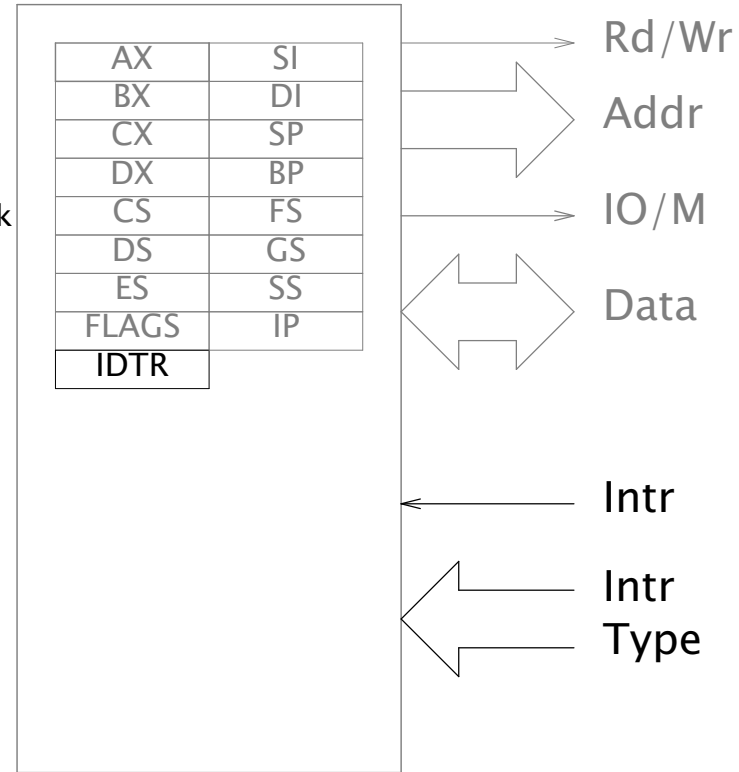 AX SI
BX DI
CX SP
DX BP
CS FS
DS GS
ES SS
FLAGS IP
IDTR
k
Rd/Wr
Addr
IO/M
Data
Intr
Intr
Type